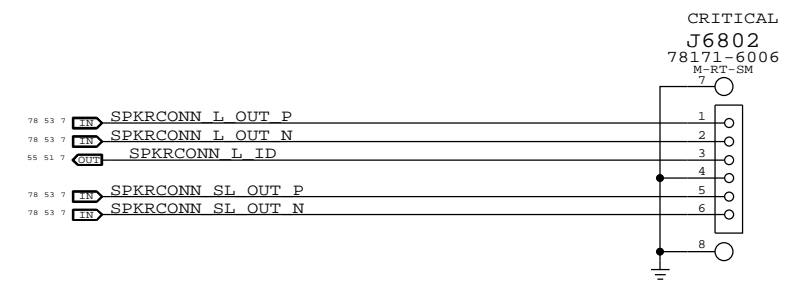 CRITICAL
J6802
78171-6006
M-RT-SM
7
78 53 7 IN SPKRCONN_L_OUT_P 1
78 53 7 IN SPKRCONN_L_OUT_N 2
55 51 7 OUT SPKRCONN_L_ID 3
4
78 53 7 IN SPKRCONN_SL_OUT_P 5
78 53 7 IN SPKRCONN_SL_OUT_N 6
8